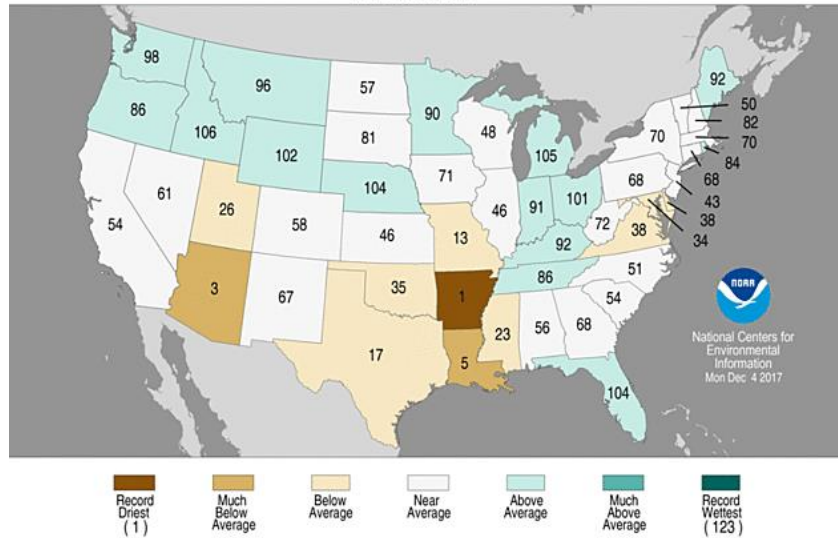 98
96
57
92
86
106
90
50
82
102
81
48
70
70
105
84
104
71
68
68
61
26
91
101
43
54
58
46
46
72
38
13
92
38
34
3
67
35
1
86
51
54
17
5
23
56
68
104
NOAA
National Centers for
Environmental
Information
Mon Dec 4 2017
Record
Driest
(1)
Much
Below
Average
Below
Average
Near
Average
Above
Average
Much
Above
Average
Record
Wettest
(123)